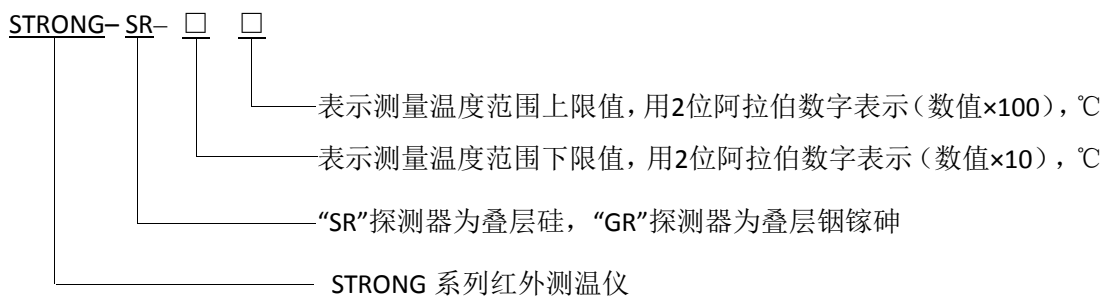 STRONG– SR– □ □
表示测量温度范围上限值，用2位阿拉伯数字表示（数值×100），℃
表示测量温度范围下限值，用2位阿拉伯数字表示（数值×10），℃
“SR”探测器为叠层硅，“GR”探测器为叠层铟镓砷
STRONG 系列红外测温仪